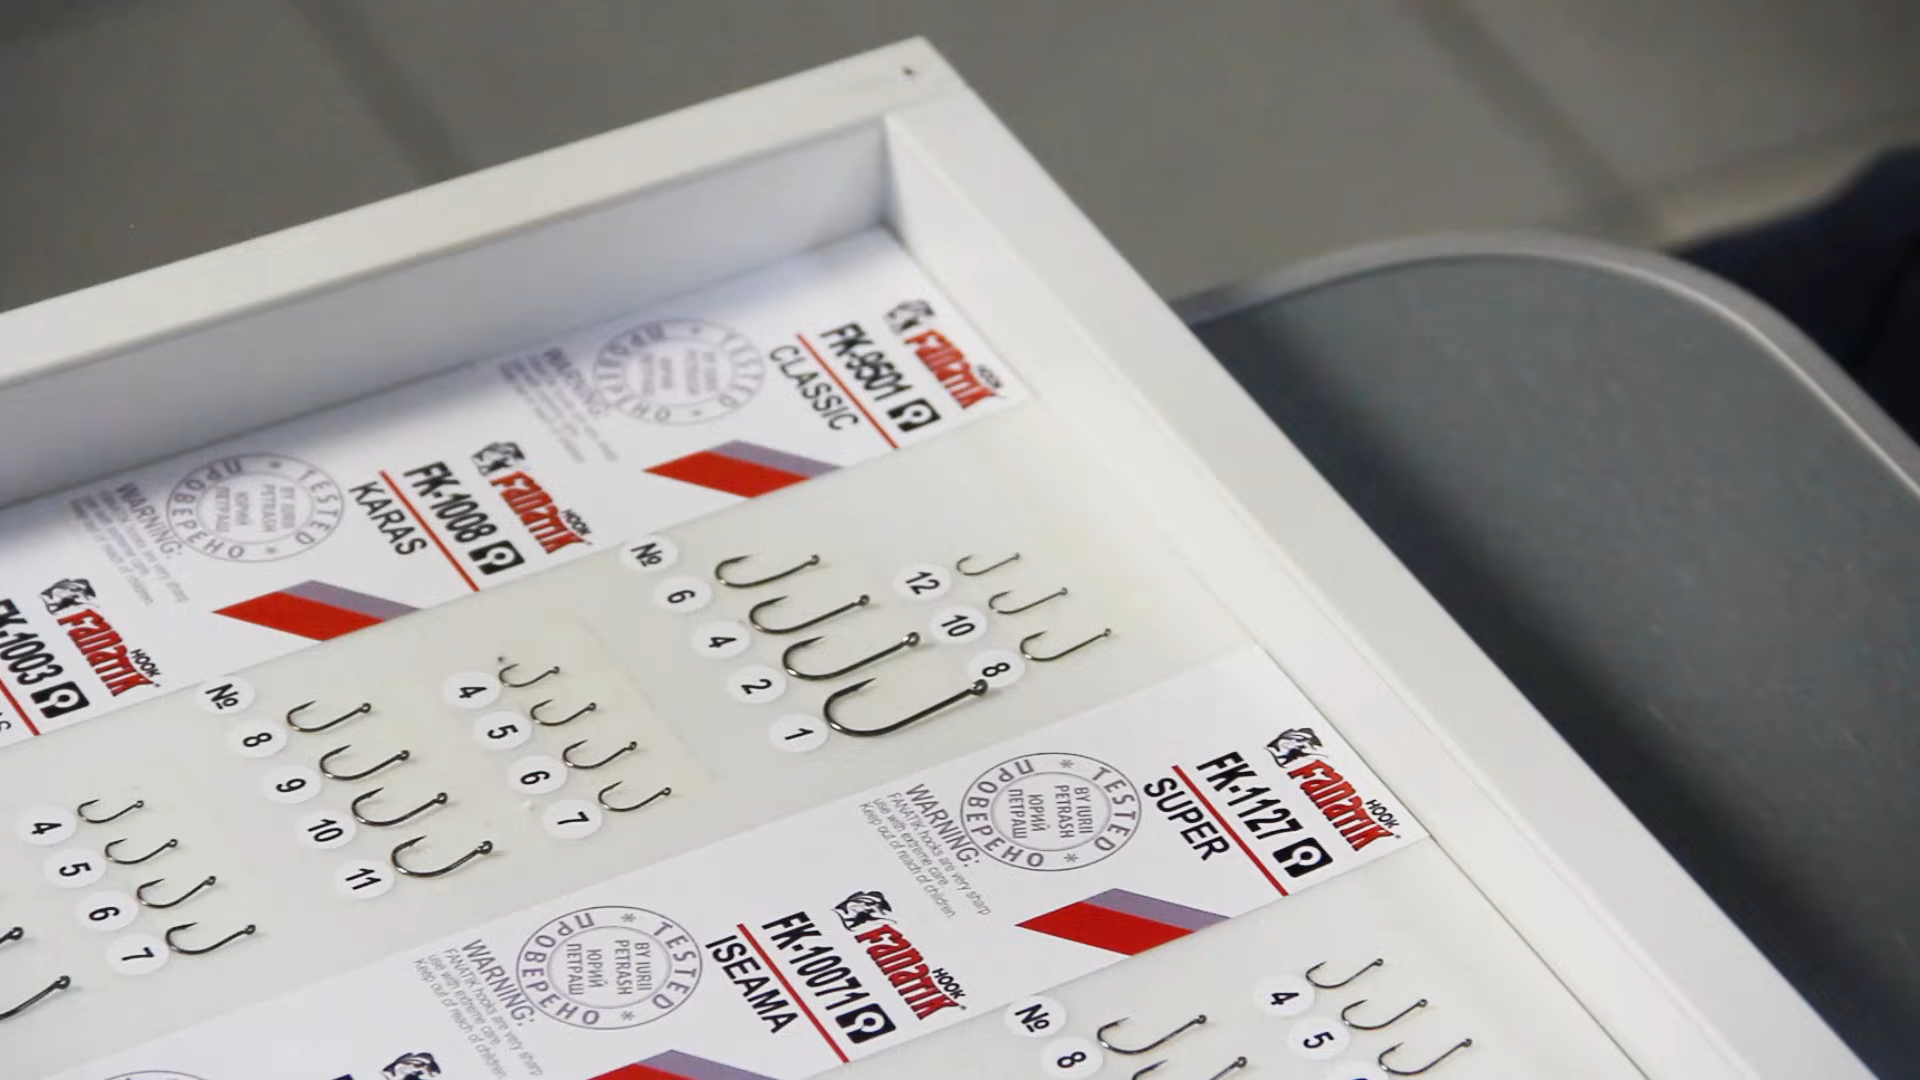 FANATIK
HOOK
FK-9501
CLASSIC
TESTED
BY IURII
PETRASH
ЮРИЙ
ПЕТРАШ
ПРОВЕРЕНО
WARNING:
№
6
4
2
1
12
10
8
FANATIK
HOOK
FK-1008
KARAS
TESTED
BY IURII
PETRASH
ЮРИЙ
ПЕТРАШ
ПРОВЕРЕНО
WARNING:
№
8
9
10
11
4
5
6
7
FANATIK
HOOK
FK-1003
4
5
6
7
FANATIK
HOOK
FK-1127
SUPER
TESTED
BY IURII
PETRASH
ЮРИЙ
ПЕТРАШ
ПРОВЕРЕНО
WARNING:
FANATIK hooks are very sharp
use with extreme care.
Keep out of reach of children.
4
5
№
8
FANATIK
HOOK
FK-10071
ISEAMA
TESTED
BY IURII
PETRASH
ЮРИЙ
ПЕТРАШ
ПРОВЕРЕНО
WARNING:
FANATIK hooks are very sharp
use with extreme care.
Keep out of reach of children.